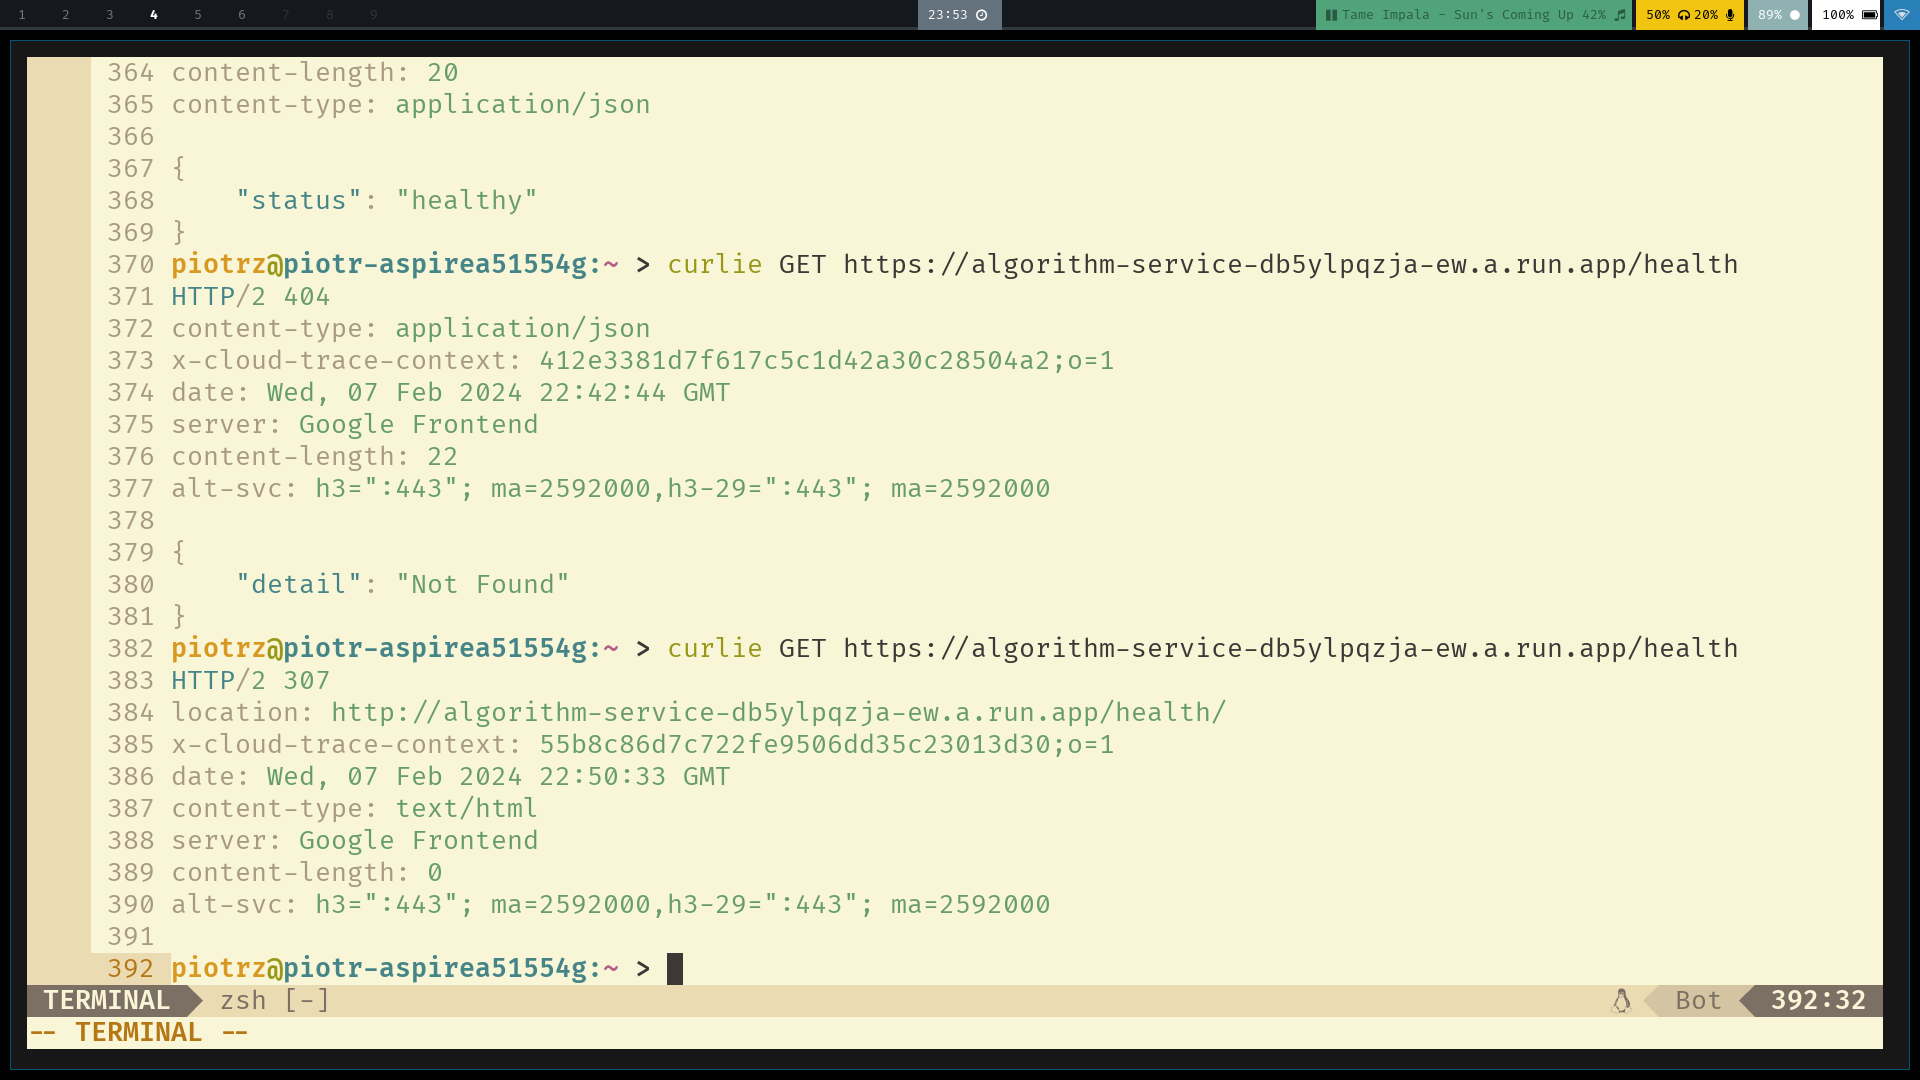 1 2 3 4 5 6 7 8 9 23:53 Tame Impala - Sun's Coming Up 42% 50% 20% 89% 100%
364 content-length: 20
365 content-type: application/json
366
367 {
368     "status": "healthy"
369 }
370 piotrz@piotr-aspirea51554g:~ > curlie GET https://algorithm-service-db5ylpqzja-ew.a.run.app/health
371 HTTP/2 404
372 content-type: application/json
373 x-cloud-trace-context: 412e3381d7f617c5c1d42a30c28504a2;o=1
374 date: Wed, 07 Feb 2024 22:42:44 GMT
375 server: Google Frontend
376 content-length: 22
377 alt-svc: h3=":443"; ma=2592000,h3-29=":443"; ma=2592000
378
379 {
380     "detail": "Not Found"
381 }
382 piotrz@piotr-aspirea51554g:~ > curlie GET https://algorithm-service-db5ylpqzja-ew.a.run.app/health
383 HTTP/2 307
384 location: http://algorithm-service-db5ylpqzja-ew.a.run.app/health/
385 x-cloud-trace-context: 55b8c86d7c722fe9506dd35c23013d30;o=1
386 date: Wed, 07 Feb 2024 22:50:33 GMT
387 content-type: text/html
388 server: Google Frontend
389 content-length: 0
390 alt-svc: h3=":443"; ma=2592000,h3-29=":443"; ma=2592000
391
392 piotrz@piotr-aspirea51554g:~ >
TERMINAL zsh [-] Bot 392:32
-- TERMINAL --